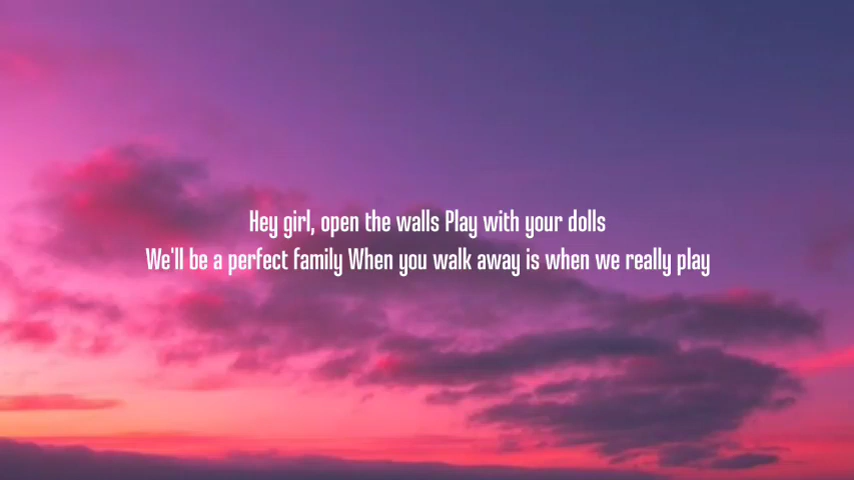 Hey girl, open the walls Play with your dolls
We'll be a perfect family When you walk away is when we really play